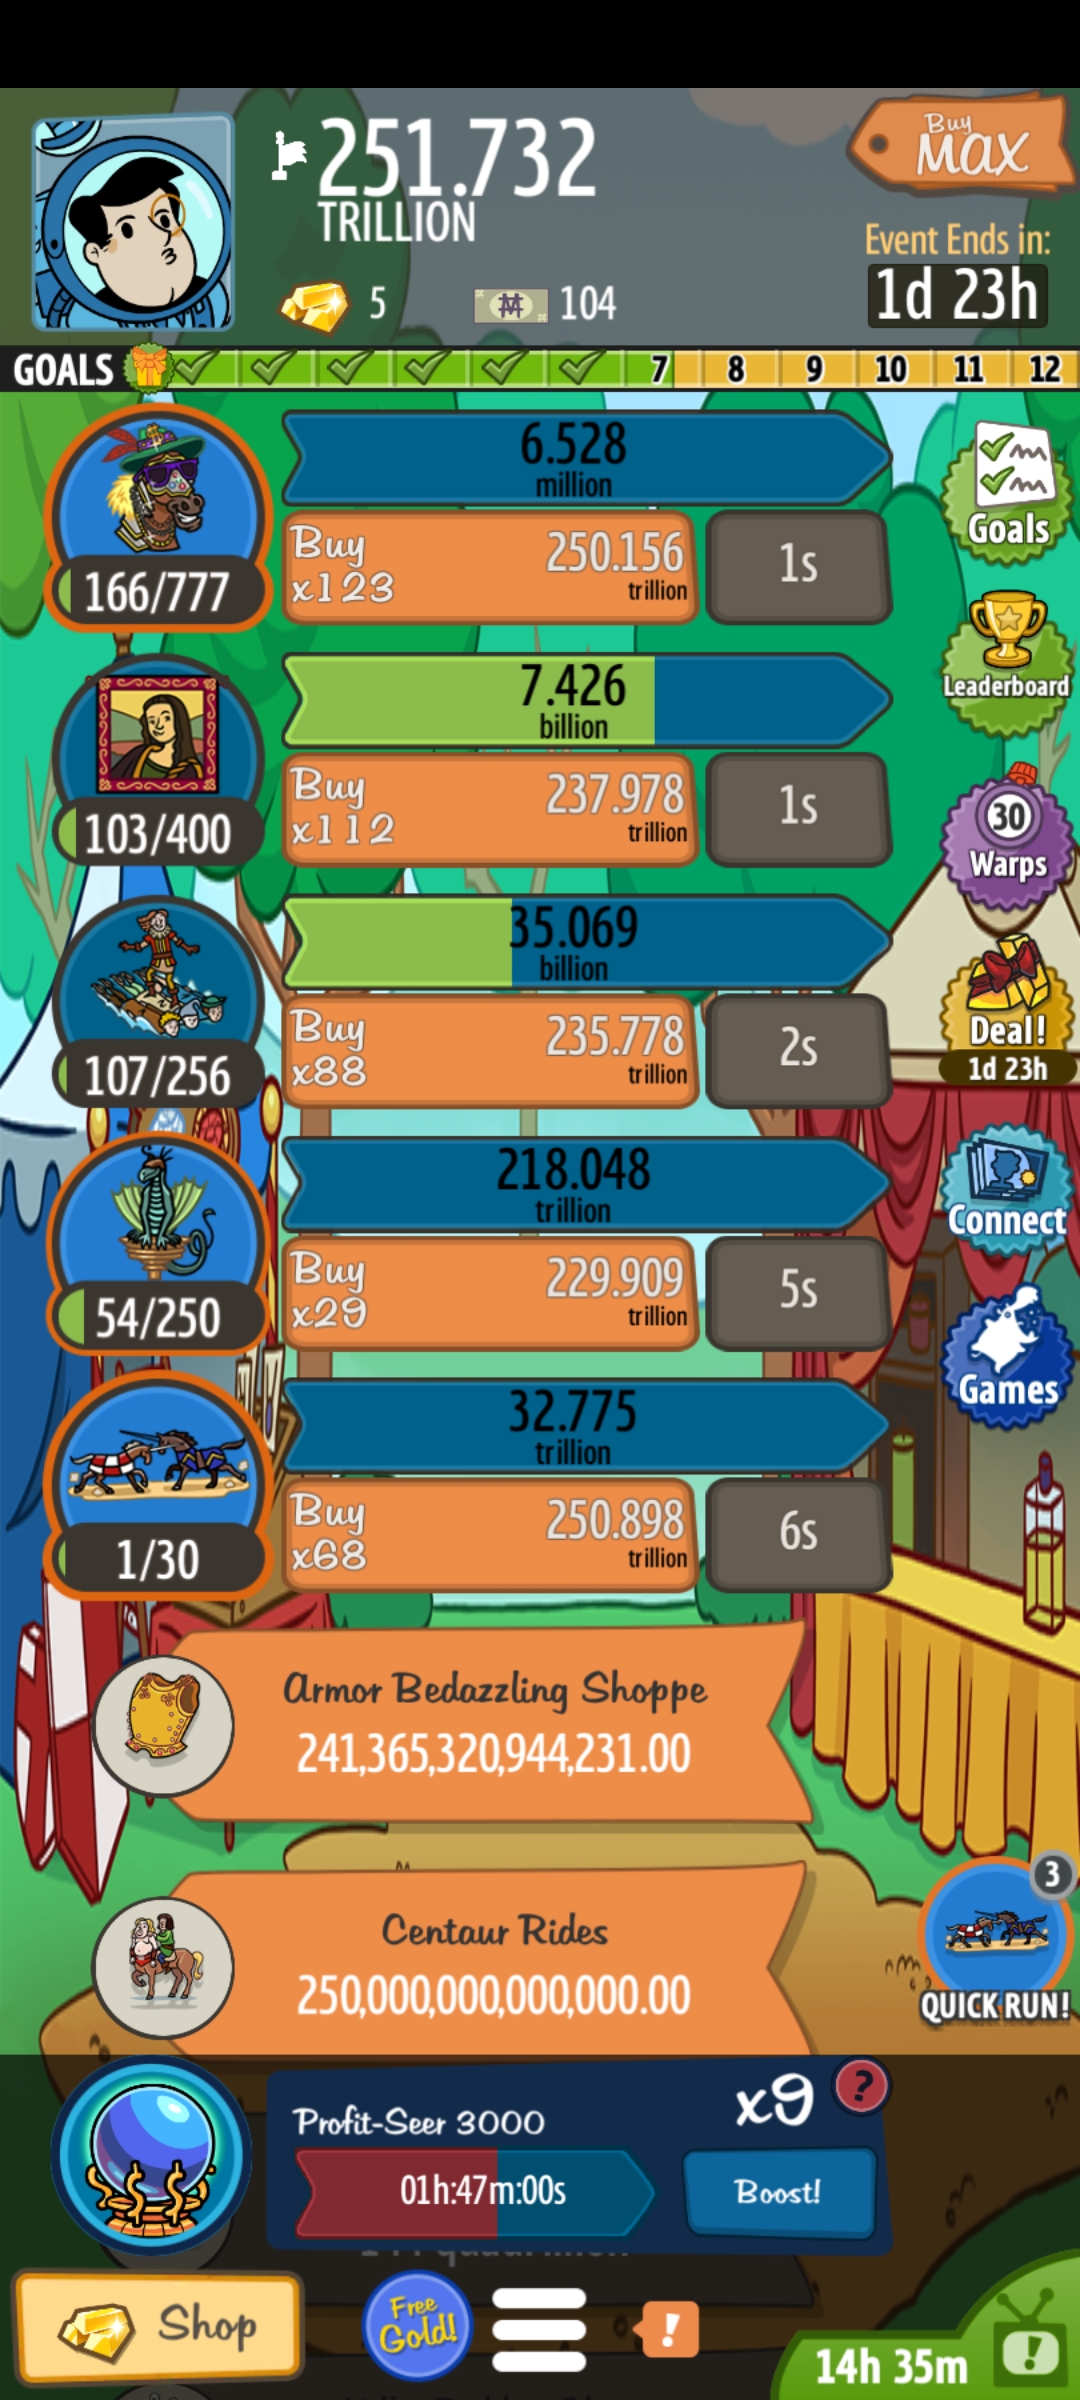 251.732
TRILLION
Buy
MAX
Event Ends in:
1d 23h
5
104
GOALS 7 8 9 10 11 12
6.528
million
Buy
x123
250.156
trillion
1s
166/777
Goals
7.426
billion
Buy
x112
237.978
trillion
1s
103/400
Leaderboard
30
Warps
35.069
billion
Buy
x88
235.778
trillion
2s
107/256
Deal!
1d 23h
218.048
trillion
Buy
x29
229.909
trillion
5s
54/250
Connect
Games
32.775
trillion
Buy
x68
250.898
trillion
6s
1/30
Armor Bedazzling Shoppe
241,365,320,944,231.00
Centaur Rides
250,000,000,000,000.00
3
QUICK RUN!
Profit-Seer 3000
x9
?
01h:47m:00s
Boost!
Shop
Free
Gold!
!
14h 35m
!